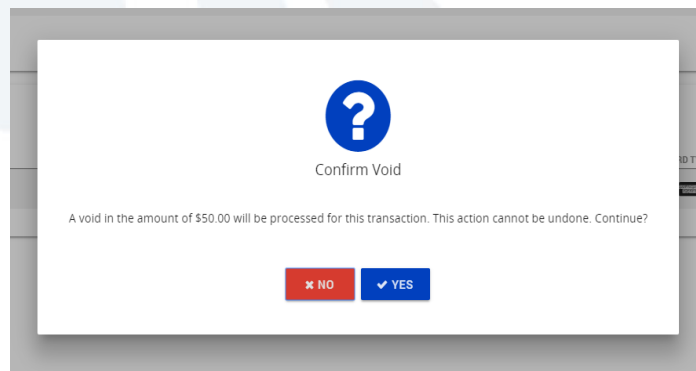 Confirm Void
A void in the amount of $50.00 will be processed for this transaction. This action cannot be undone. Continue?
NO
YES